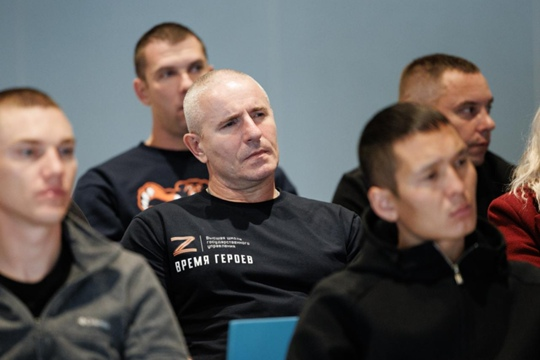 Z
Высшая школа
государственного
управления
ВРЕМЯ ГЕРОЕВ